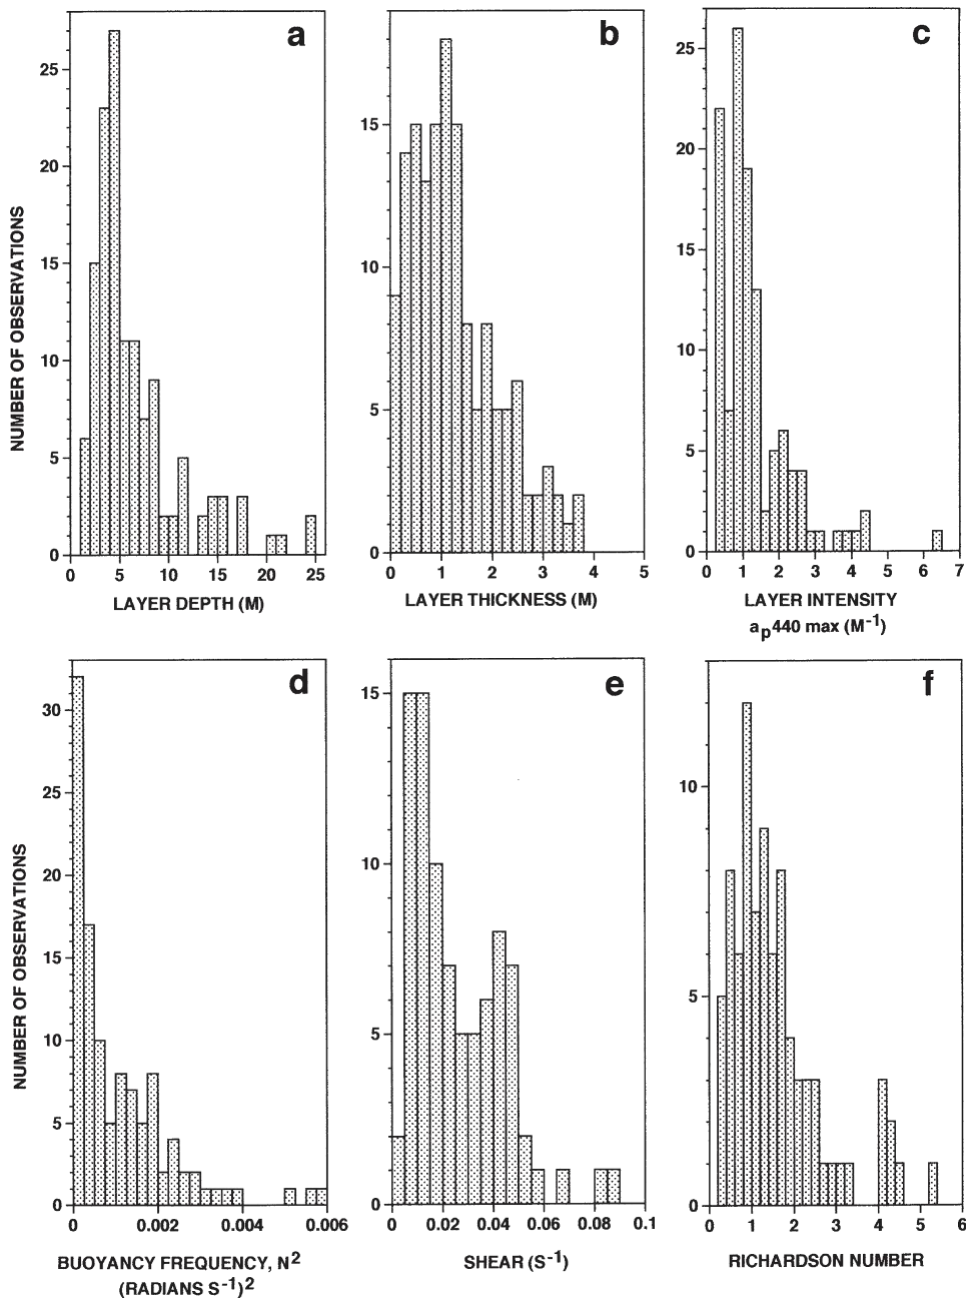 a
b
c
25
20
15
10
5
0
15
10
5
0
25
20
15
10
5
0
NUMBER OF OBSERVATIONS
0 5 10 15 20 25
0 1 2 3 4 5
0 1 2 3 4 5 6 7
LAYER DEPTH (M)
LAYER THICKNESS (M)
LAYER INTENSITY
ap440 max (M-1)
d
e
f
30
25
20
15
10
5
0
15
10
5
0
10
5
0
NUMBER OF OBSERVATIONS
0 0.002 0.004 0.006
0 0.02 0.04 0.06 0.08 0.1
0 1 2 3 4 5 6
BUOYANCY FREQUENCY, N2
(RADIANS S-1)2
SHEAR (S-1)
RICHARDSON NUMBER